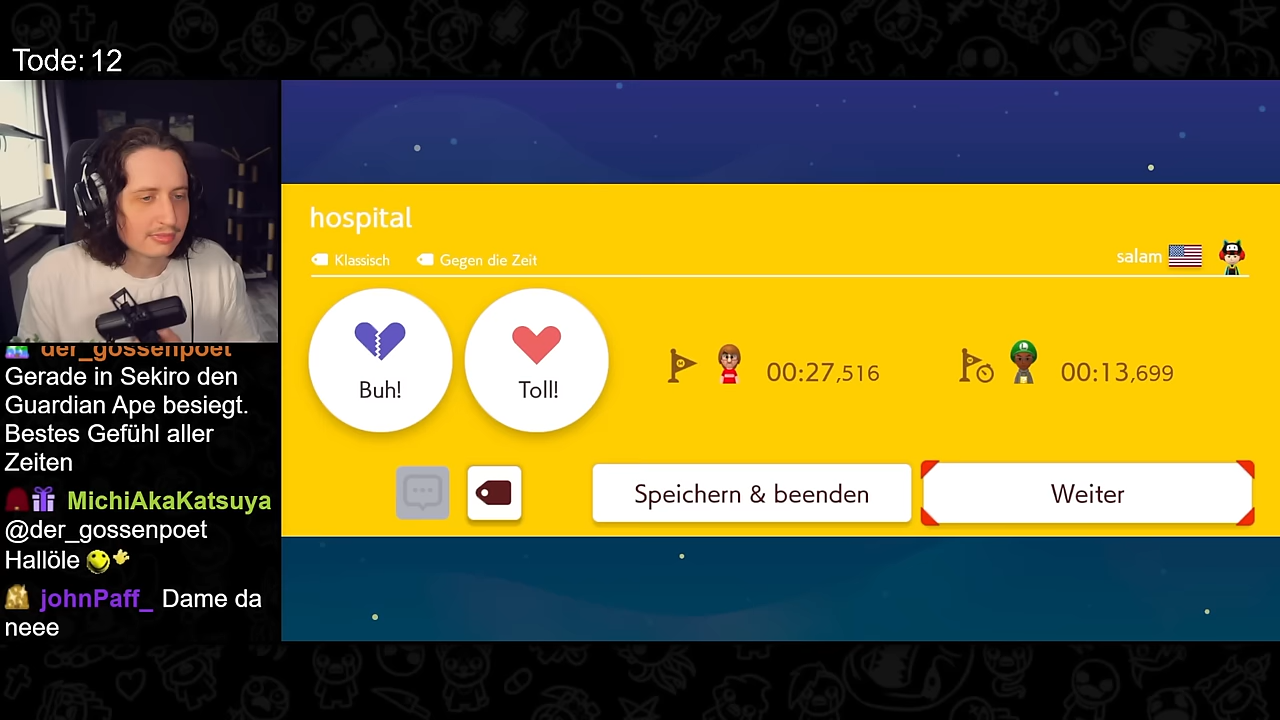 Tode: 12
hospital
Klassisch
Gegen die Zeit
salam
Buh!
Toll!
00:27,516
00:13,699
Speichern & beenden
Weiter
der_gossenpoet
Gerade in Sekiro den
Guardian Ape besiegt.
Bestes Gefühl aller
Zeiten
MichiAkaKatsuya
@der_gossenpoet
Hallöle
johnPaff_ Dame da
neee